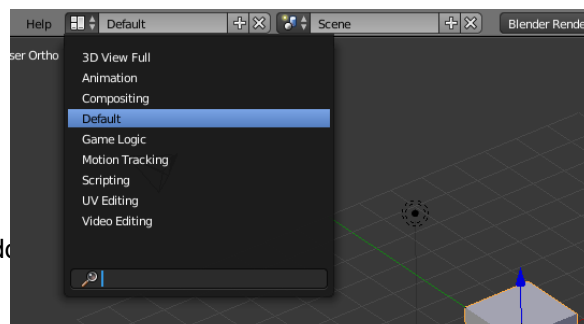 Help Default Scene Blender Rende
ser Ortho
3D View Full
Animation
Compositing
Default
Game Logic
Motion Tracking
Scripting
UV Editing
Video Editing